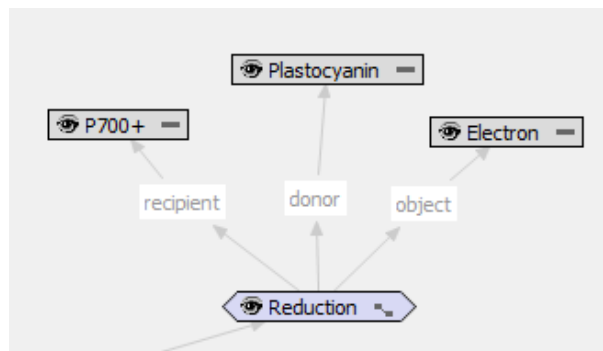 Plastocyanin
P700+
Electron
recipient
donor
object
Reduction